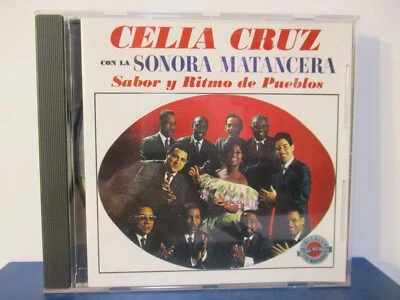 CELIA CRUZ
CON LA SONORA MATANCERA
Sabor y Ritmo de Pueblos